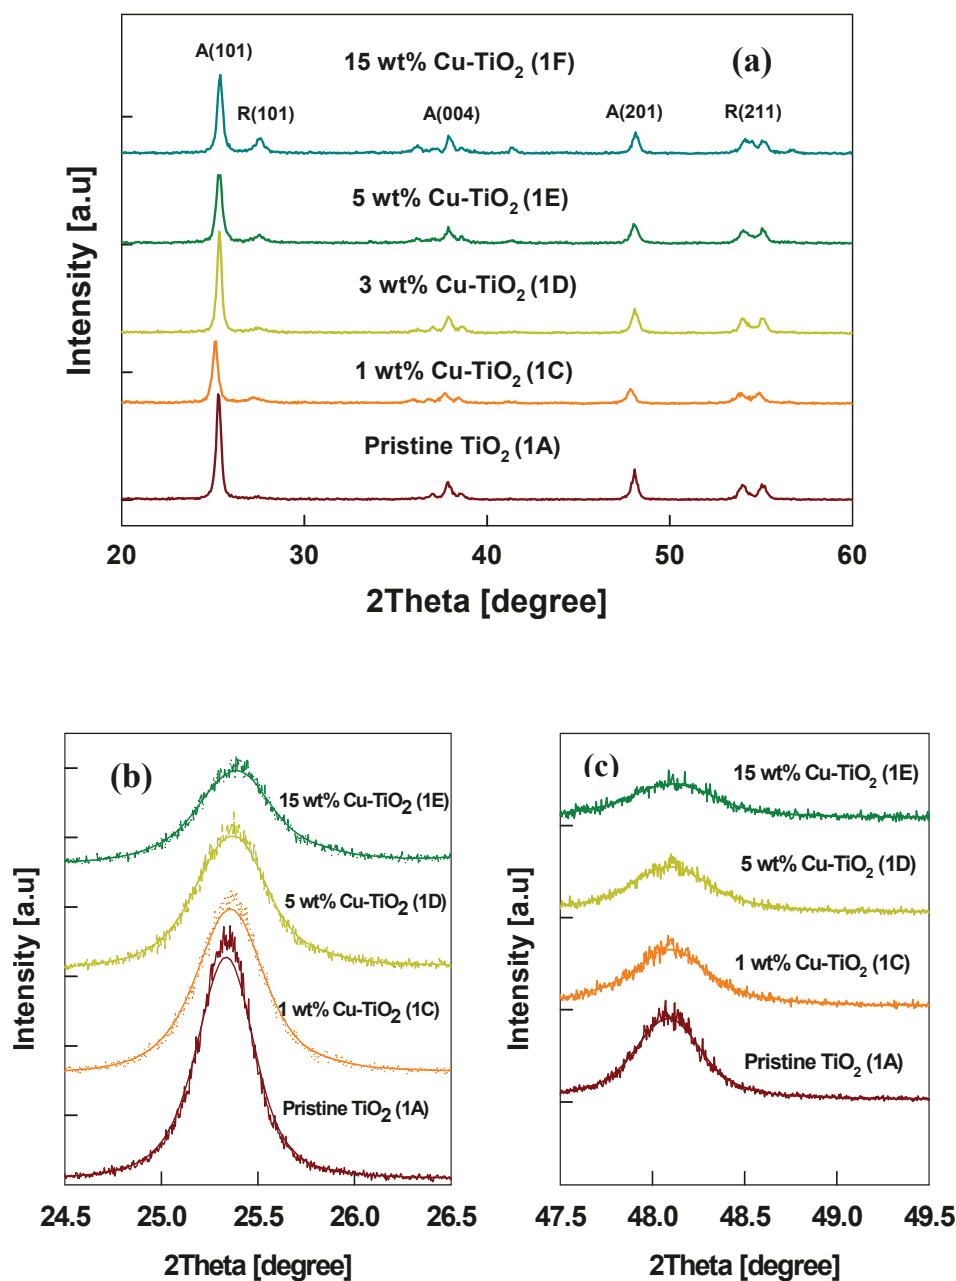 15 wt% Cu-TiO₂ (1F)
(a)
A(101)
R(101)
A(004)
A(201)
R(211)
5 wt% Cu-TiO₂ (1E)
3 wt% Cu-TiO₂ (1D)
1 wt% Cu-TiO₂ (1C)
Pristine TiO₂ (1A)
Intensity [a.u]
20 30 40 50 60
2Theta [degree]
(b)
15 wt% Cu-TiO₂ (1E)
5 wt% Cu-TiO₂ (1D)
1 wt% Cu-TiO₂ (1C)
Pristine TiO₂ (1A)
Intensity [a.u]
24.5 25.0 25.5 26.0 26.5
2Theta [degree]
(c)
15 wt% Cu-TiO₂ (1E)
5 wt% Cu-TiO₂ (1D)
1 wt% Cu-TiO₂ (1C)
Pristine TiO₂ (1A)
Intensity [a.u]
47.5 48.0 48.5 49.0 49.5
2Theta [degree]